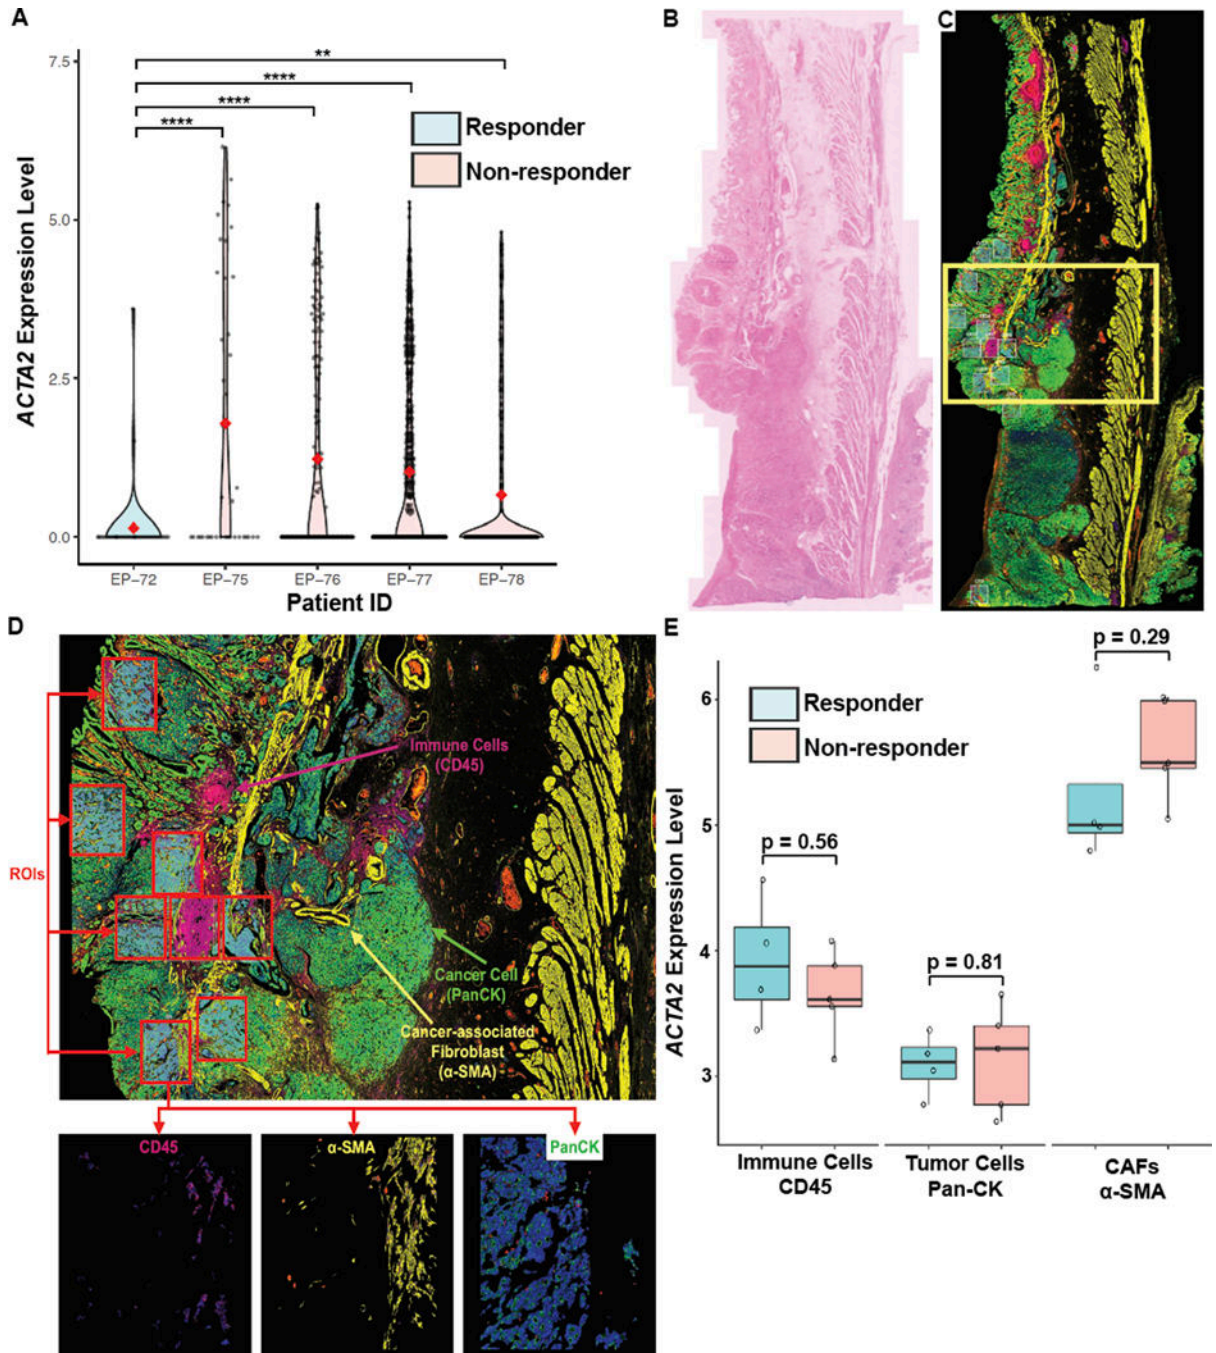 A
7.5
5.0
2.5
0.0
ACTA2 Expression Level
**
****
****
****
Responder
Non-responder
EP–72
EP–75
EP–76
EP–77
EP–78
Patient ID
B
C
D
ROIs
Immune Cells
(CD45)
Cancer Cell
(PanCK)
Cancer-associated
Fibroblast
(α-SMA)
CD45
α-SMA
PanCK
E
6
5
4
3
ACTA2 Expression Level
Responder
Non-responder
p = 0.56
p = 0.81
p = 0.29
Immune Cells
CD45
Tumor Cells
Pan-CK
CAFs
α-SMA